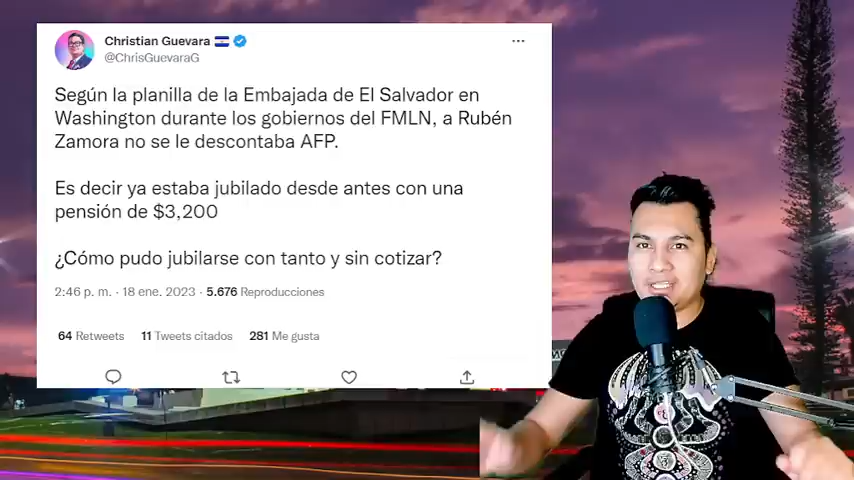 Christian Guevara 🇸🇻
@ChrisGuevaraG
Según la planilla de la Embajada de El Salvador en
Washington durante los gobiernos del FMLN, a Rubén
Zamora no se le descontaba AFP.
Es decir ya estaba jubilado desde antes con una
pensión de $3,200
¿Cómo pudo jubilarse con tanto y sin cotizar?
2:46 p. m. · 18 ene. 2023 · 5.676 Reproducciones
64 Retweets 11 Tweets citados 281 Me gusta